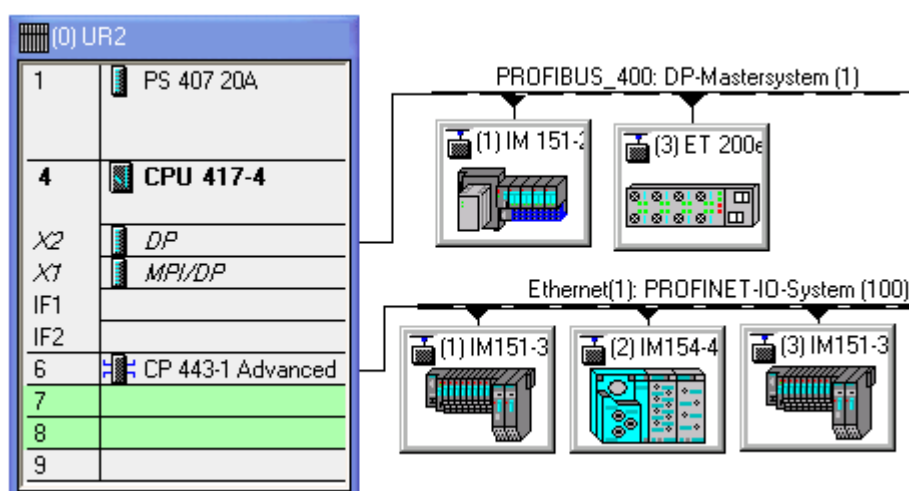 (0) UR2
1 PS 407 20A
4 CPU 417-4
X2 DP
X1 MPI/DP
IF1
IF2
6 CP 443-1 Advanced
7
8
9
PROFIBUS_400: DP-Mastersystem (1)
(1) IM 151-2
(3) ET 200e
Ethernet(1): PROFINET-IO-System (100)
(1) IM151-3
(2) IM154-4
(3) IM151-3